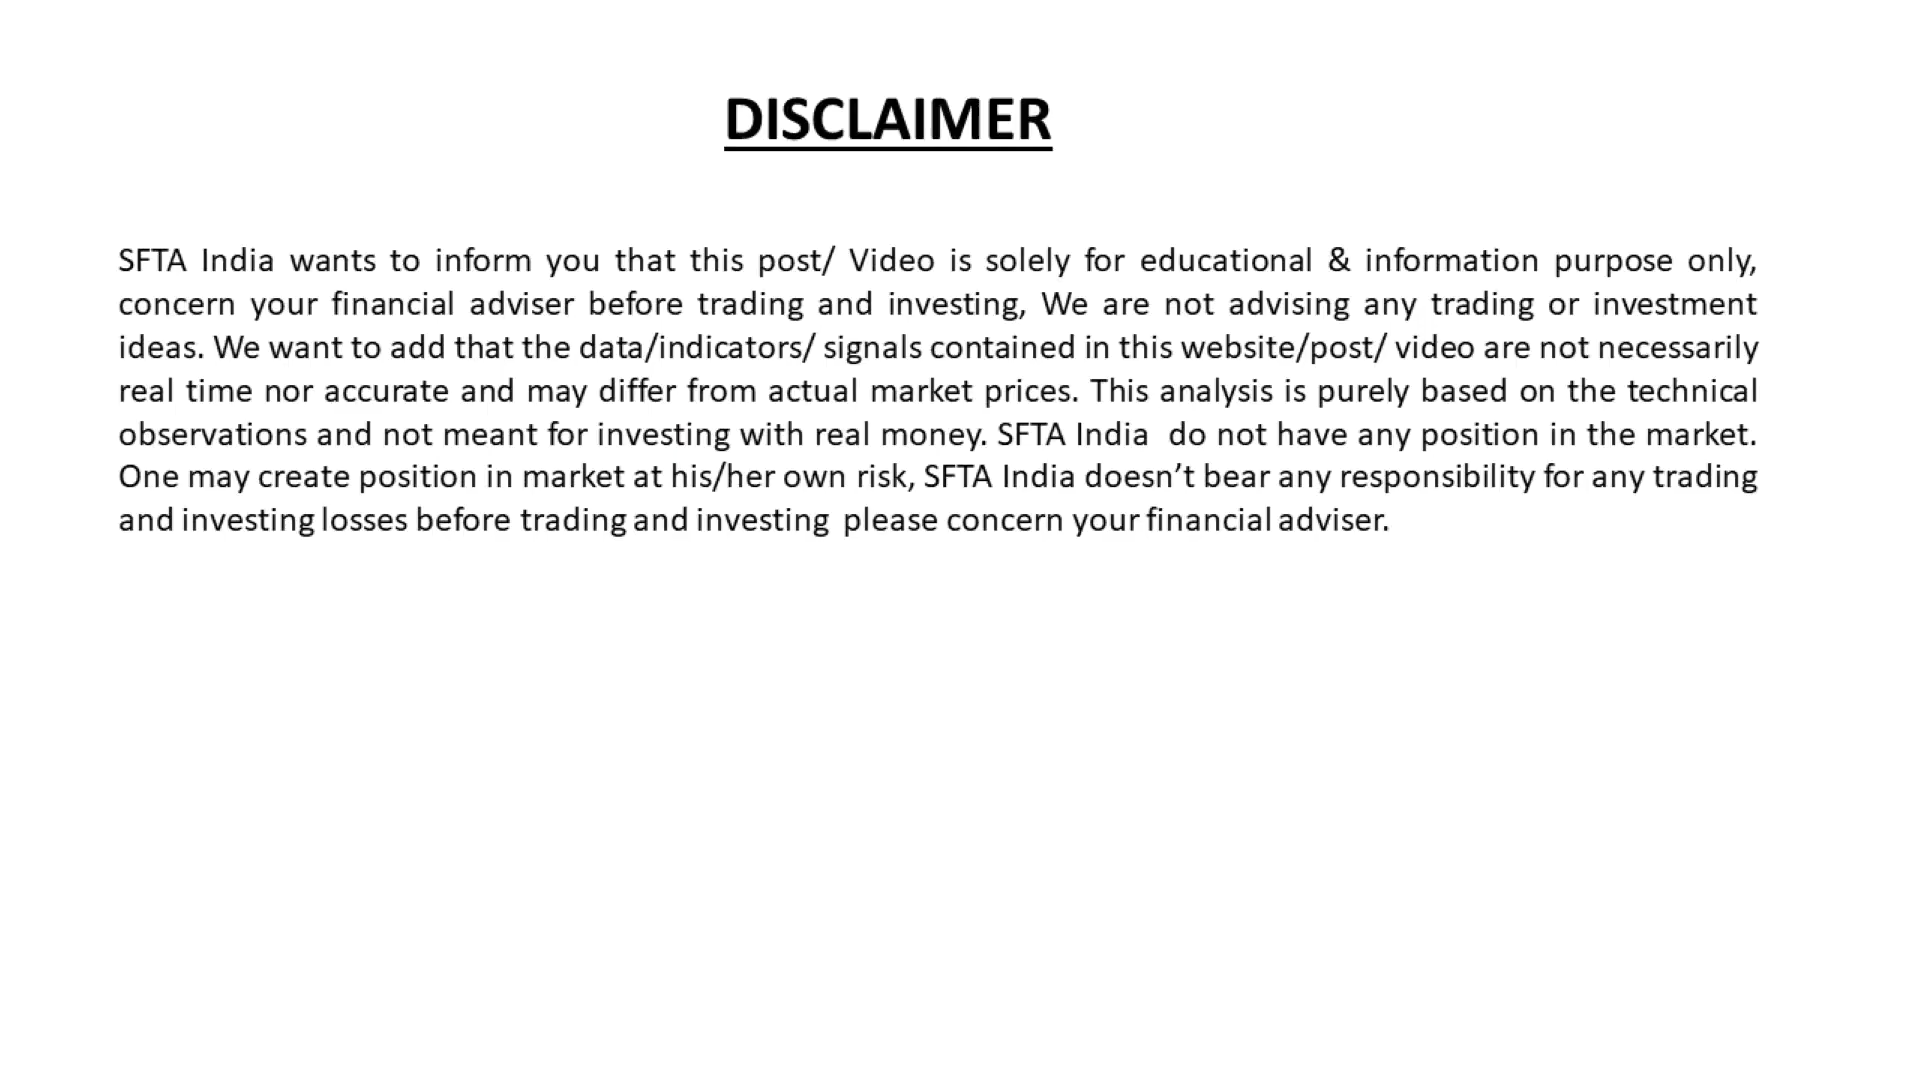 DISCLAIMER
SFTA India wants to inform you that this post/ Video is solely for educational & information purpose only,
concern your financial adviser before trading and investing, We are not advising any trading or investment
ideas. We want to add that the data/indicators/ signals contained in this website/post/ video are not necessarily
real time nor accurate and may differ from actual market prices. This analysis is purely based on the technical
observations and not meant for investing with real money. SFTA India  do not have any position in the market.
One may create position in market at his/her own risk, SFTA India doesn’t bear any responsibility for any trading
and investing losses before trading and investing  please concern your financial adviser.